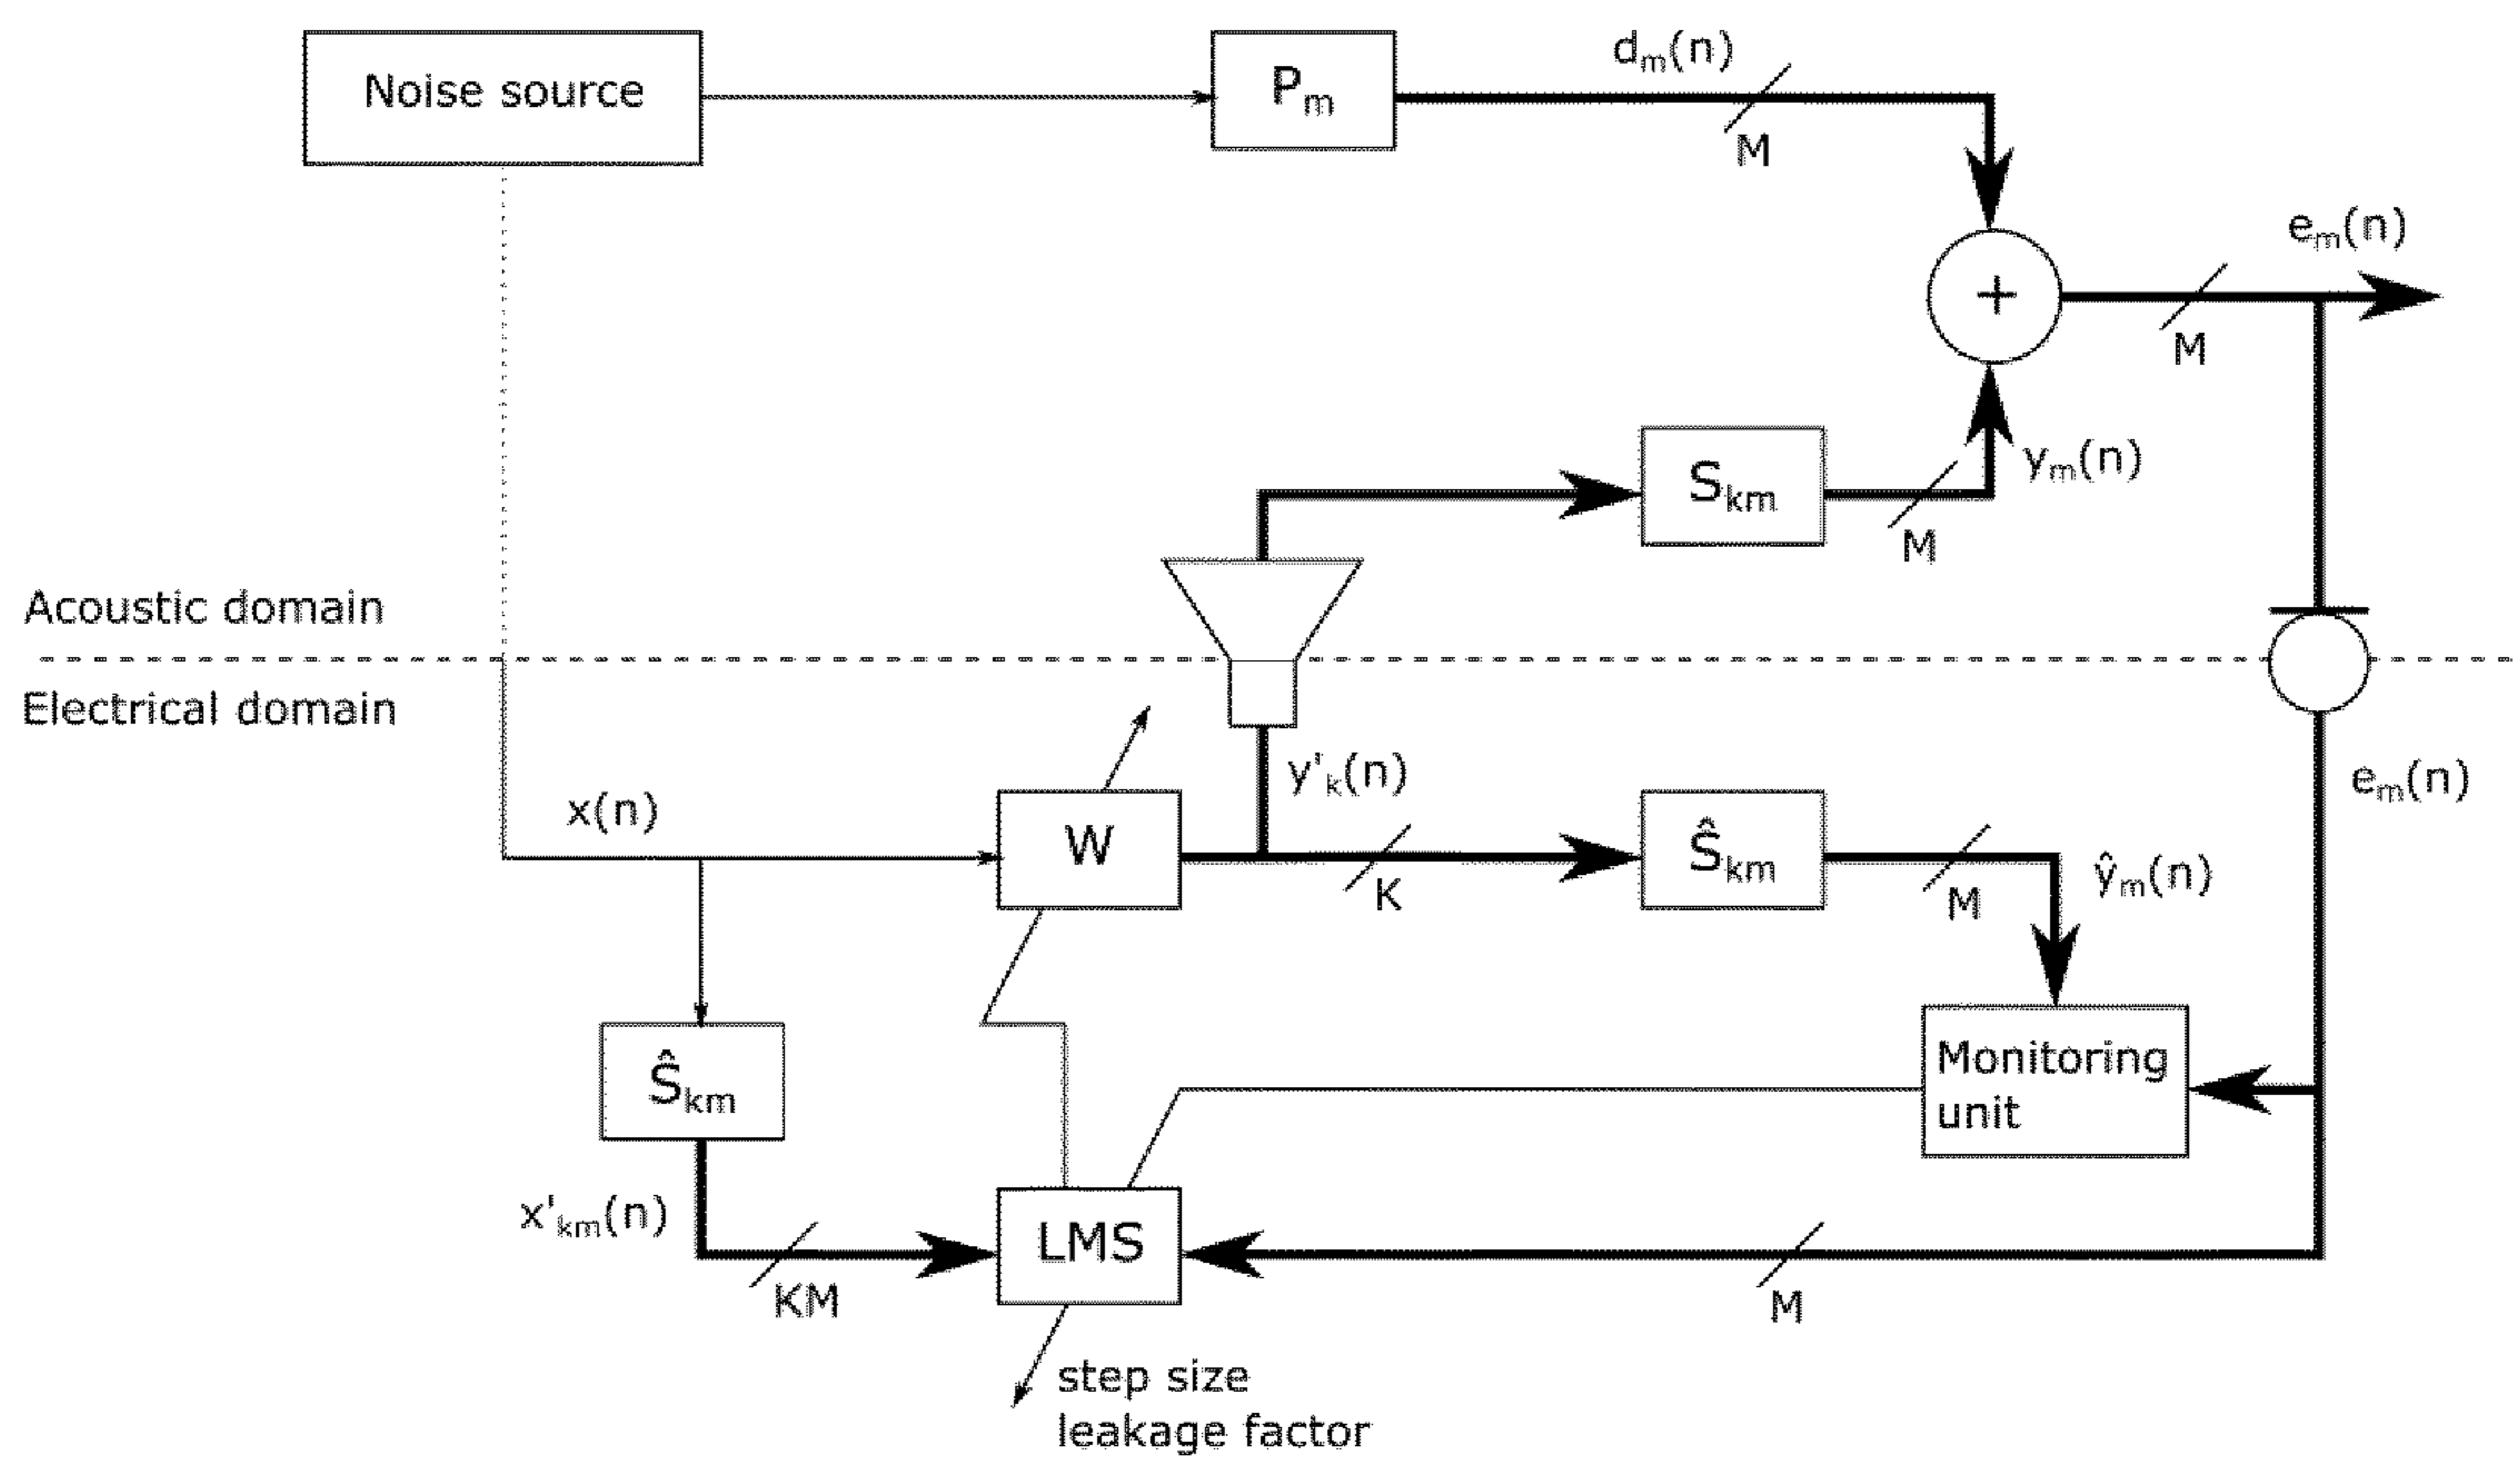 Noise source
Pₘ
dₘ(n)
M
+
eₘ(n)
M
Sₖₘ
yₘ(n)
M
Acoustic domain
Electrical domain
x(n)
W
y'ₖ(n)
K
Ŝₖₘ
M
ŷₘ(n)
eₘ(n)
Ŝₖₘ
Monitoring
unit
x'ₖₘ(n)
KM
LMS
M
step size
leakage factor